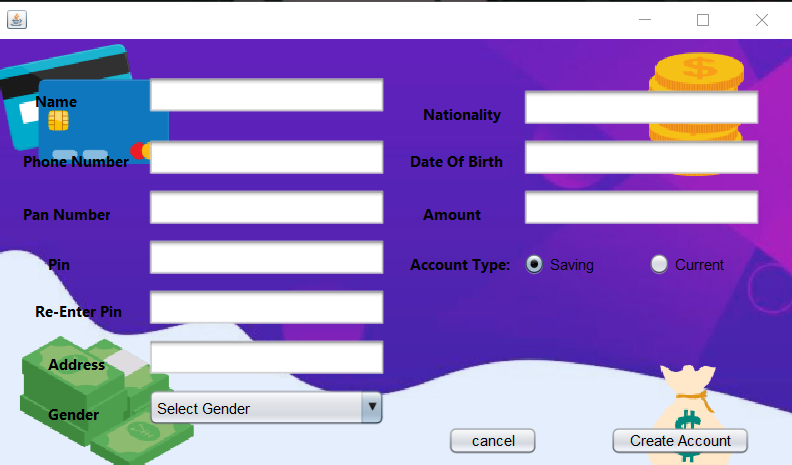 Name
Nationality
Phone Number
Date Of Birth
Pan Number
Amount
Pin
Account Type: Saving Current
Re-Enter Pin
Address
Gender Select Gender
cancel Create Account